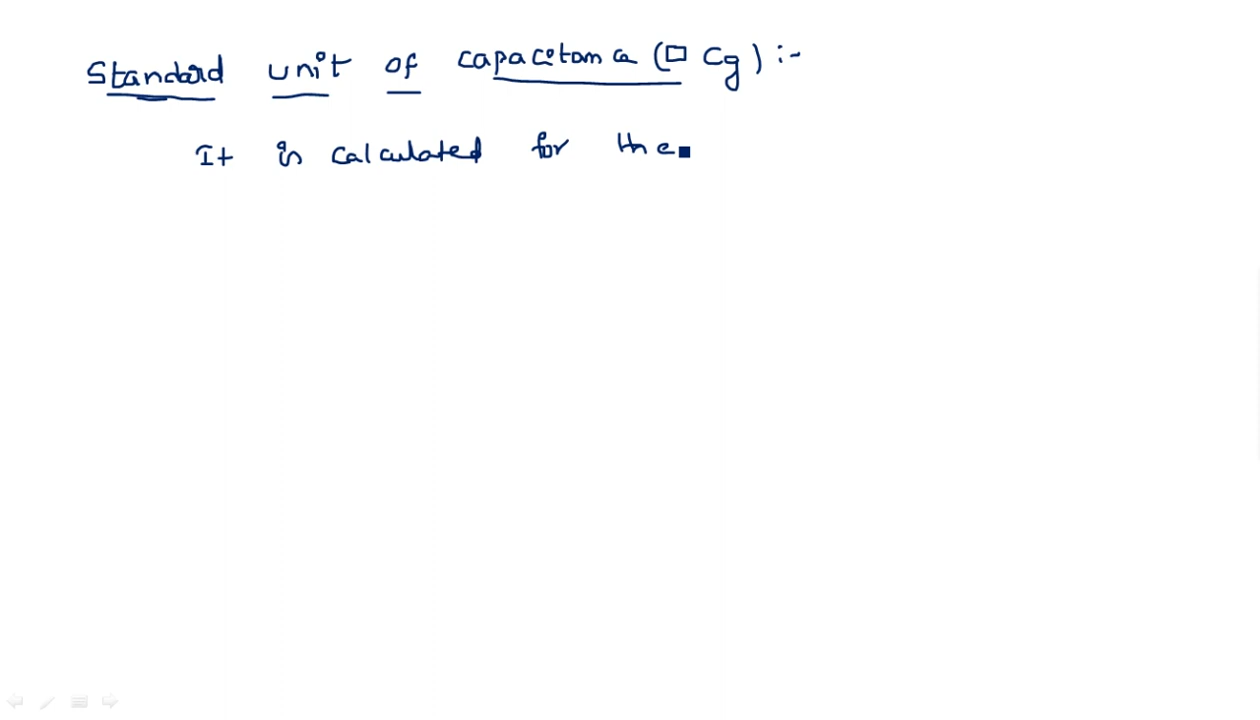 Standard unit of capacitance (□ Cg) :-
It is calculated for the